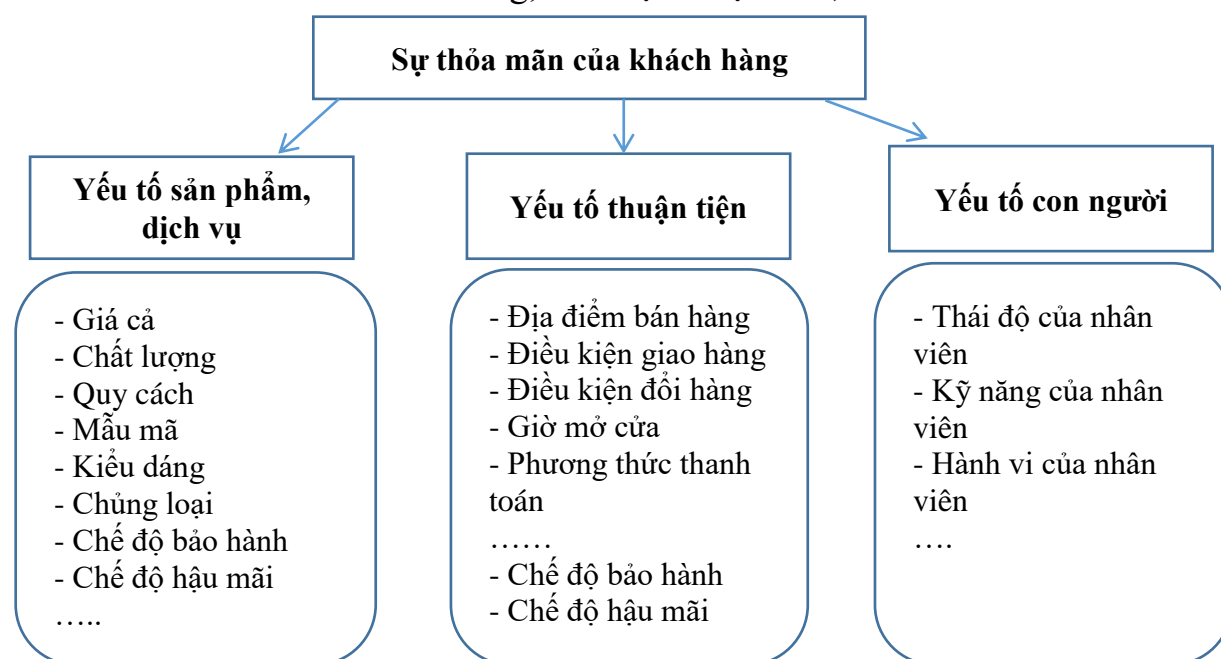 Sự thỏa mãn của khách hàng
Yếu tố sản phẩm,
dịch vụ
- Giá cả
- Chất lượng
- Quy cách
- Mẫu mã
- Kiểu dáng
- Chủng loại
- Chế độ bảo hành
- Chế độ hậu mãi
…..
Yếu tố thuận tiện
- Địa điểm bán hàng
- Điều kiện giao hàng
- Điều kiện đổi hàng
- Giờ mở cửa
- Phương thức thanh
toán
……
- Chế độ bảo hành
- Chế độ hậu mãi
Yếu tố con người
- Thái độ của nhân
viên
- Kỹ năng của nhân
viên
- Hành vi của nhân
viên
….